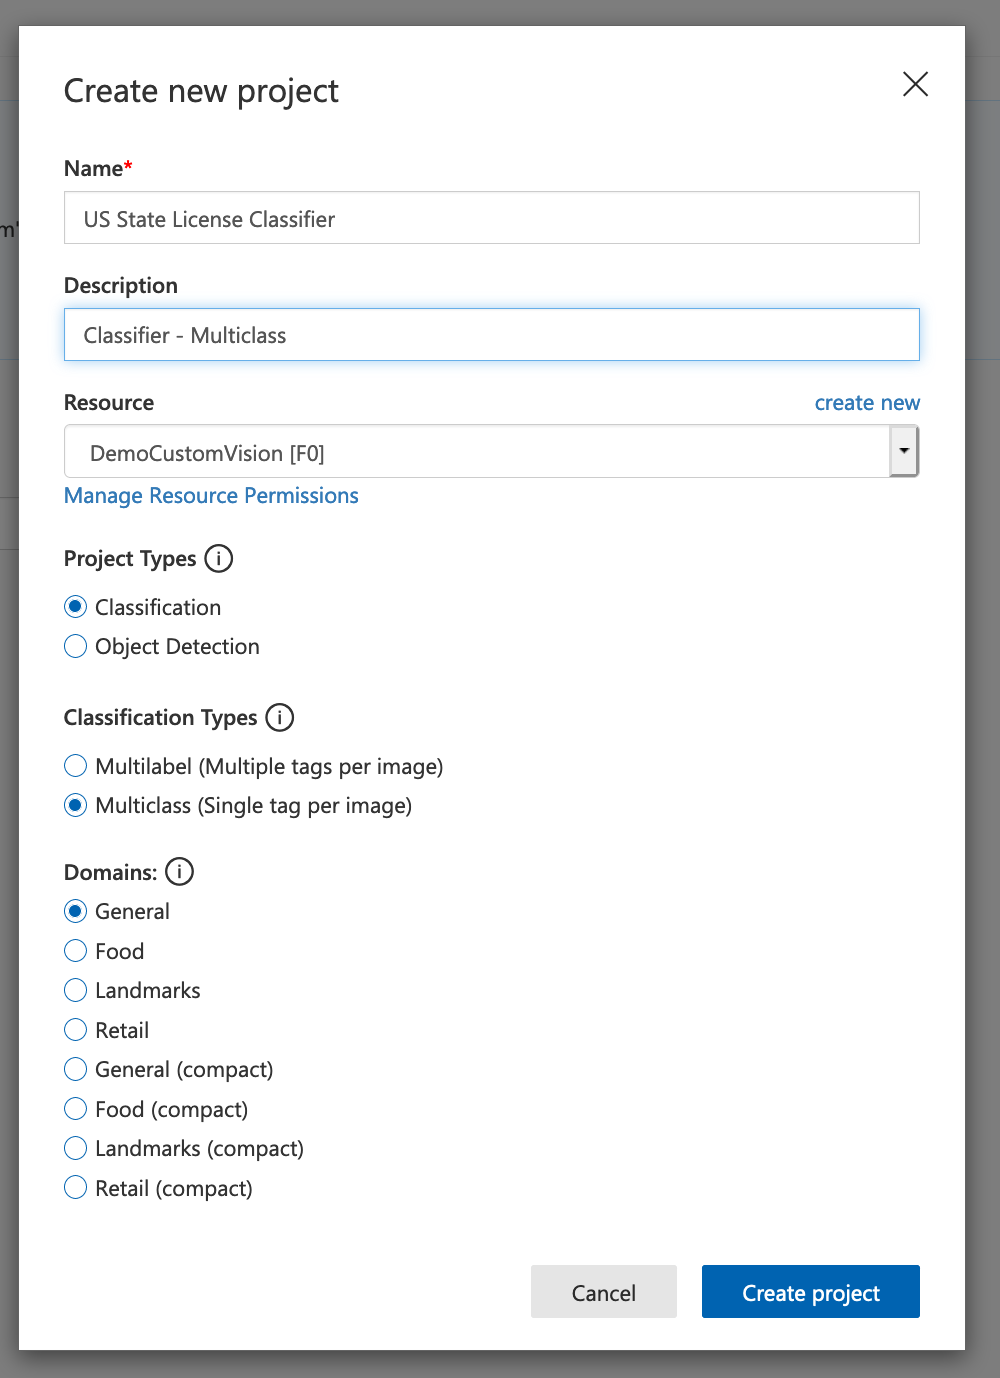 Create new project
Name*
US State License Classifier
Description
Classifier - Multiclass
Resource create new
DemoCustomVision [F0]
Manage Resource Permissions
Project Types i
Classification
Object Detection
Classification Types i
Multilabel (Multiple tags per image)
Multiclass (Single tag per image)
Domains: i
General
Food
Landmarks
Retail
General (compact)
Food (compact)
Landmarks (compact)
Retail (compact)
Cancel Create project